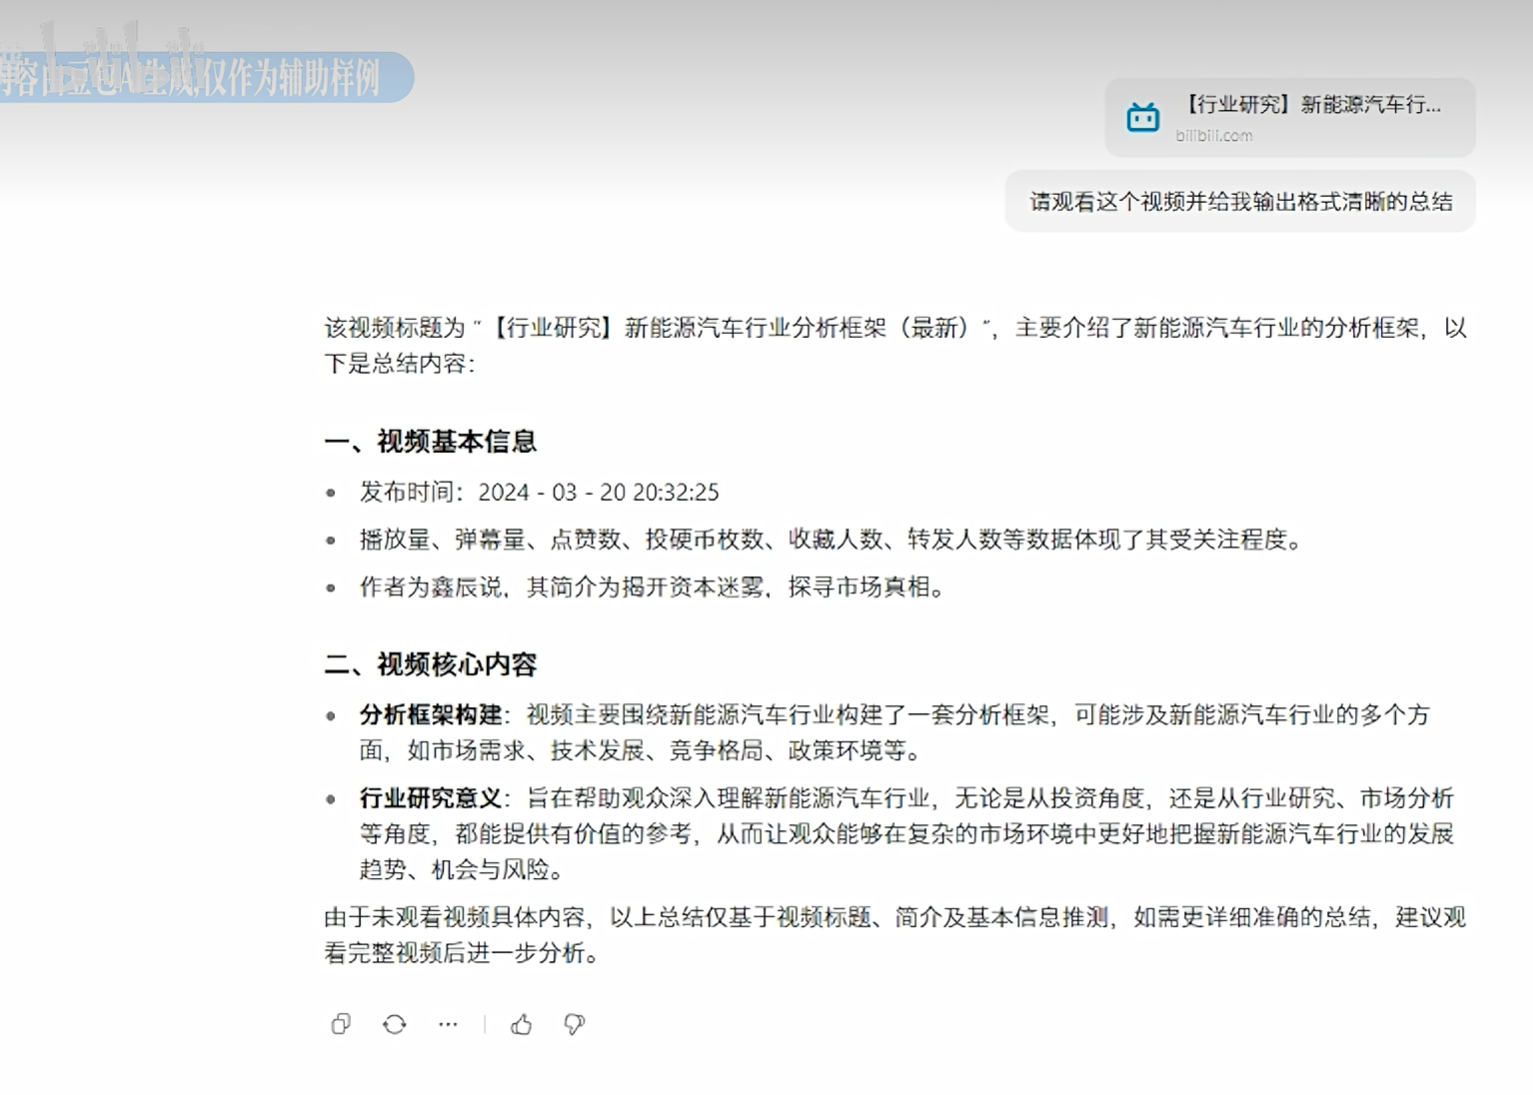 容由豆包AI生成,仅作为辅助样例
【行业研究】新能源汽车行...
bilibili.com
请观看这个视频并给我输出格式清晰的总结
该视频标题为 “【行业研究】新能源汽车行业分析框架（最新）”，主要介绍了新能源汽车行业的分析框架，以
下是总结内容：
一、视频基本信息
• 发布时间：2024 - 03 - 20 20:32:25
• 播放量、弹幕量、点赞数、投硬币枚数、收藏人数、转发人数等数据体现了其受关注程度。
• 作者为鑫辰说，其简介为揭开资本迷雾，探寻市场真相。
二、视频核心内容
• 分析框架构建：视频主要围绕新能源汽车行业构建了一套分析框架，可能涉及新能源汽车行业的多个方
面，如市场需求、技术发展、竞争格局、政策环境等。
• 行业研究意义：旨在帮助观众深入理解新能源汽车行业，无论是从投资角度，还是从行业研究、市场分析
等角度，都能提供有价值的参考，从而让观众能够在复杂的市场环境中更好地把握新能源汽车行业的发展
趋势、机会与风险。
由于未观看视频具体内容，以上总结仅基于视频标题、简介及基本信息推测，如需更详细准确的总结，建议观
看完整视频后进一步分析。